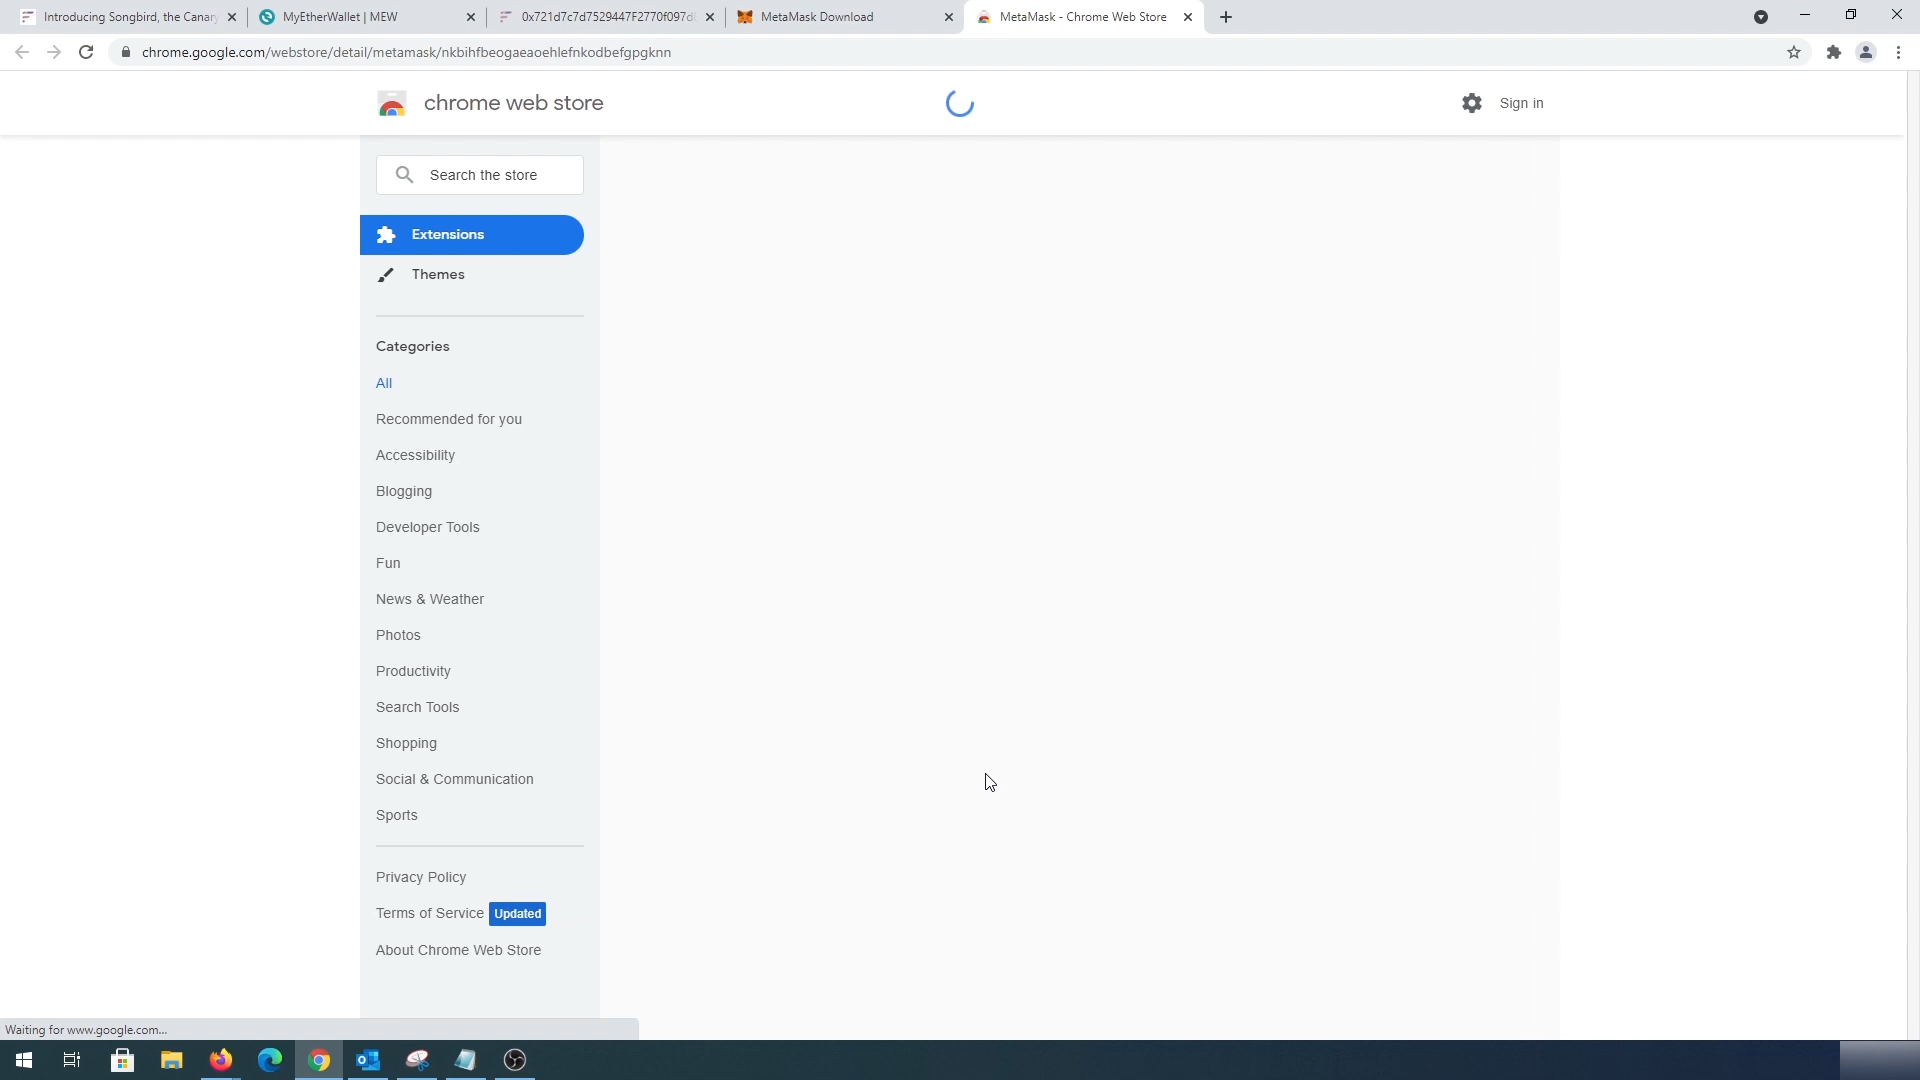 Introducing Songbird, the Canary
MyEtherWallet | MEW
0x721d7c7d7529447F2770f097d
MetaMask Download
MetaMask - Chrome Web Store
chrome.google.com/webstore/detail/metamask/nkbihfbeogaeaoehlefnkodbefgpgknn
chrome web store
Sign in
Search the store
Extensions
Themes
Categories
All
Recommended for you
Accessibility
Blogging
Developer Tools
Fun
News & Weather
Photos
Productivity
Search Tools
Shopping
Social & Communication
Sports
Privacy Policy
Terms of Service Updated
About Chrome Web Store
Waiting for www.google.com...